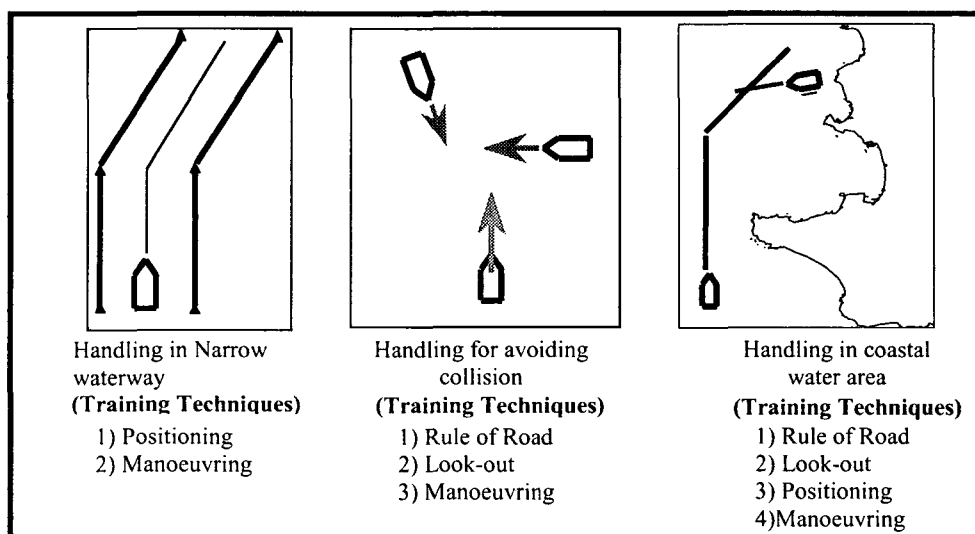 Handling in Narrow
waterway
(Training Techniques)
1) Positioning
2) Manoeuvring
Handling for avoiding
collision
(Training Techniques)
1) Rule of Road
2) Look-out
3) Manoeuvring
Handling in coastal
water area
(Training Techniques)
1) Rule of Road
2) Look-out
3) Positioning
4)Manoeuvring